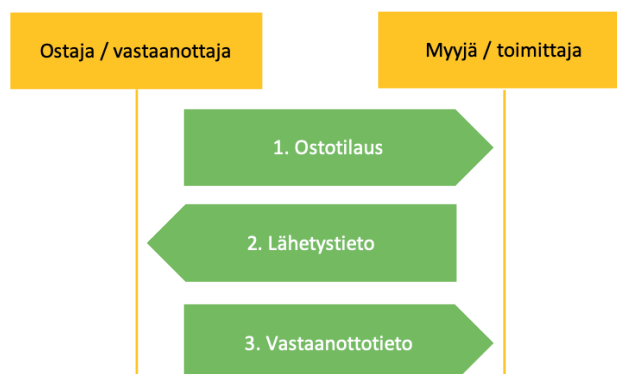 Ostaja / vastaanottaja
Myyjä / toimittaja
1. Ostotilaus
2. Lähetystieto
3. Vastaanottotieto